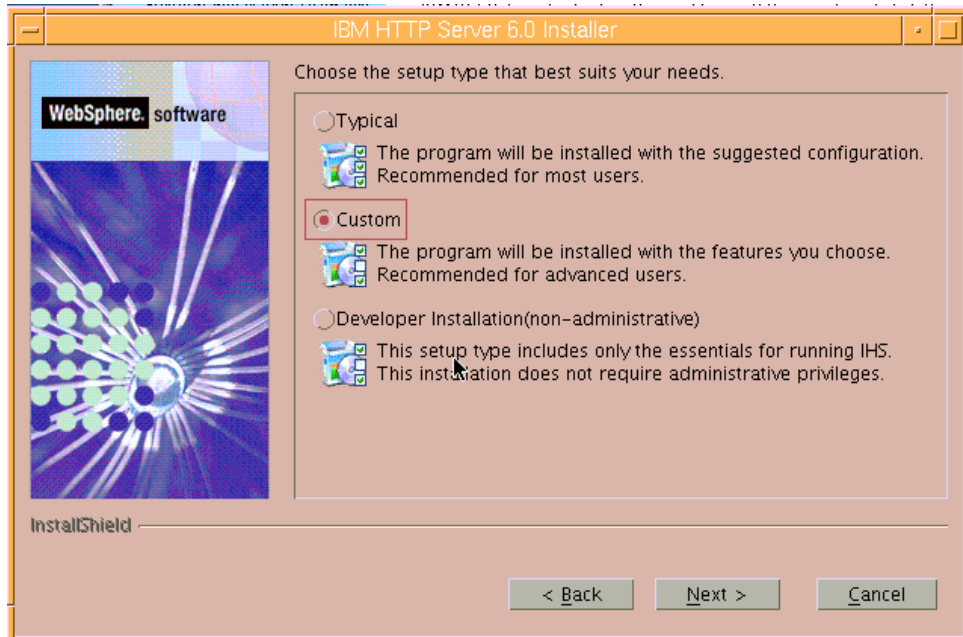 IBM HTTP Server 6.0 Installer
Choose the setup type that best suits your needs.
WebSphere. software
Typical
The program will be installed with the suggested configuration.
Recommended for most users.
Custom
The program will be installed with the features you choose.
Recommended for advanced users.
Developer Installation(non-administrative)
This setup type includes only the essentials for running IHS.
This installation does not require administrative privileges.
InstallShield
< Back
Next >
Cancel